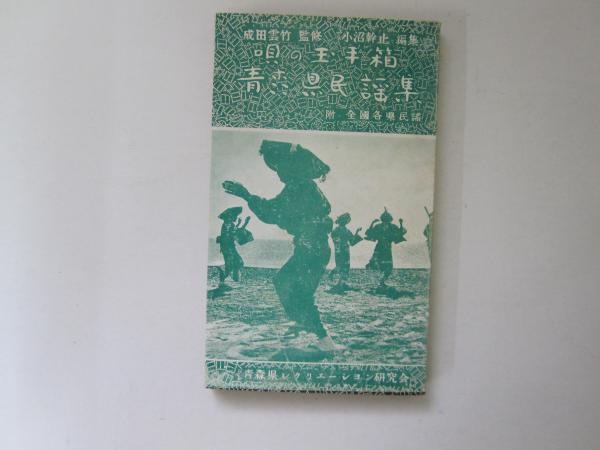 成田雲竹 監修 小沼幹止 編集
唄の玉手箱
青森県民謡集
附 全國各県民謡
青森県レクリエーション研究会